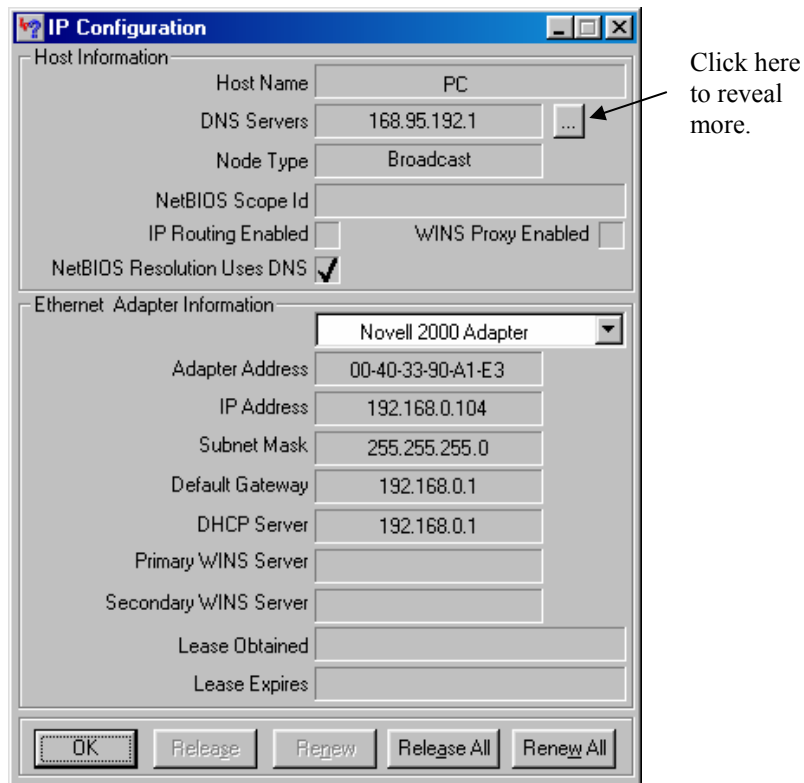 IP Configuration
Host Information
Host Name PC
DNS Servers 168.95.192.1 ...
Click here
to reveal
more.
Node Type Broadcast
NetBIOS Scope Id
IP Routing Enabled WINS Proxy Enabled
NetBIOS Resolution Uses DNS
Ethernet Adapter Information
Novell 2000 Adapter
Adapter Address 00-40-33-90-A1-E3
IP Address 192.168.0.104
Subnet Mask 255.255.255.0
Default Gateway 192.168.0.1
DHCP Server 192.168.0.1
Primary WINS Server
Secondary WINS Server
Lease Obtained
Lease Expires
OK Release Renew Release All Renew All